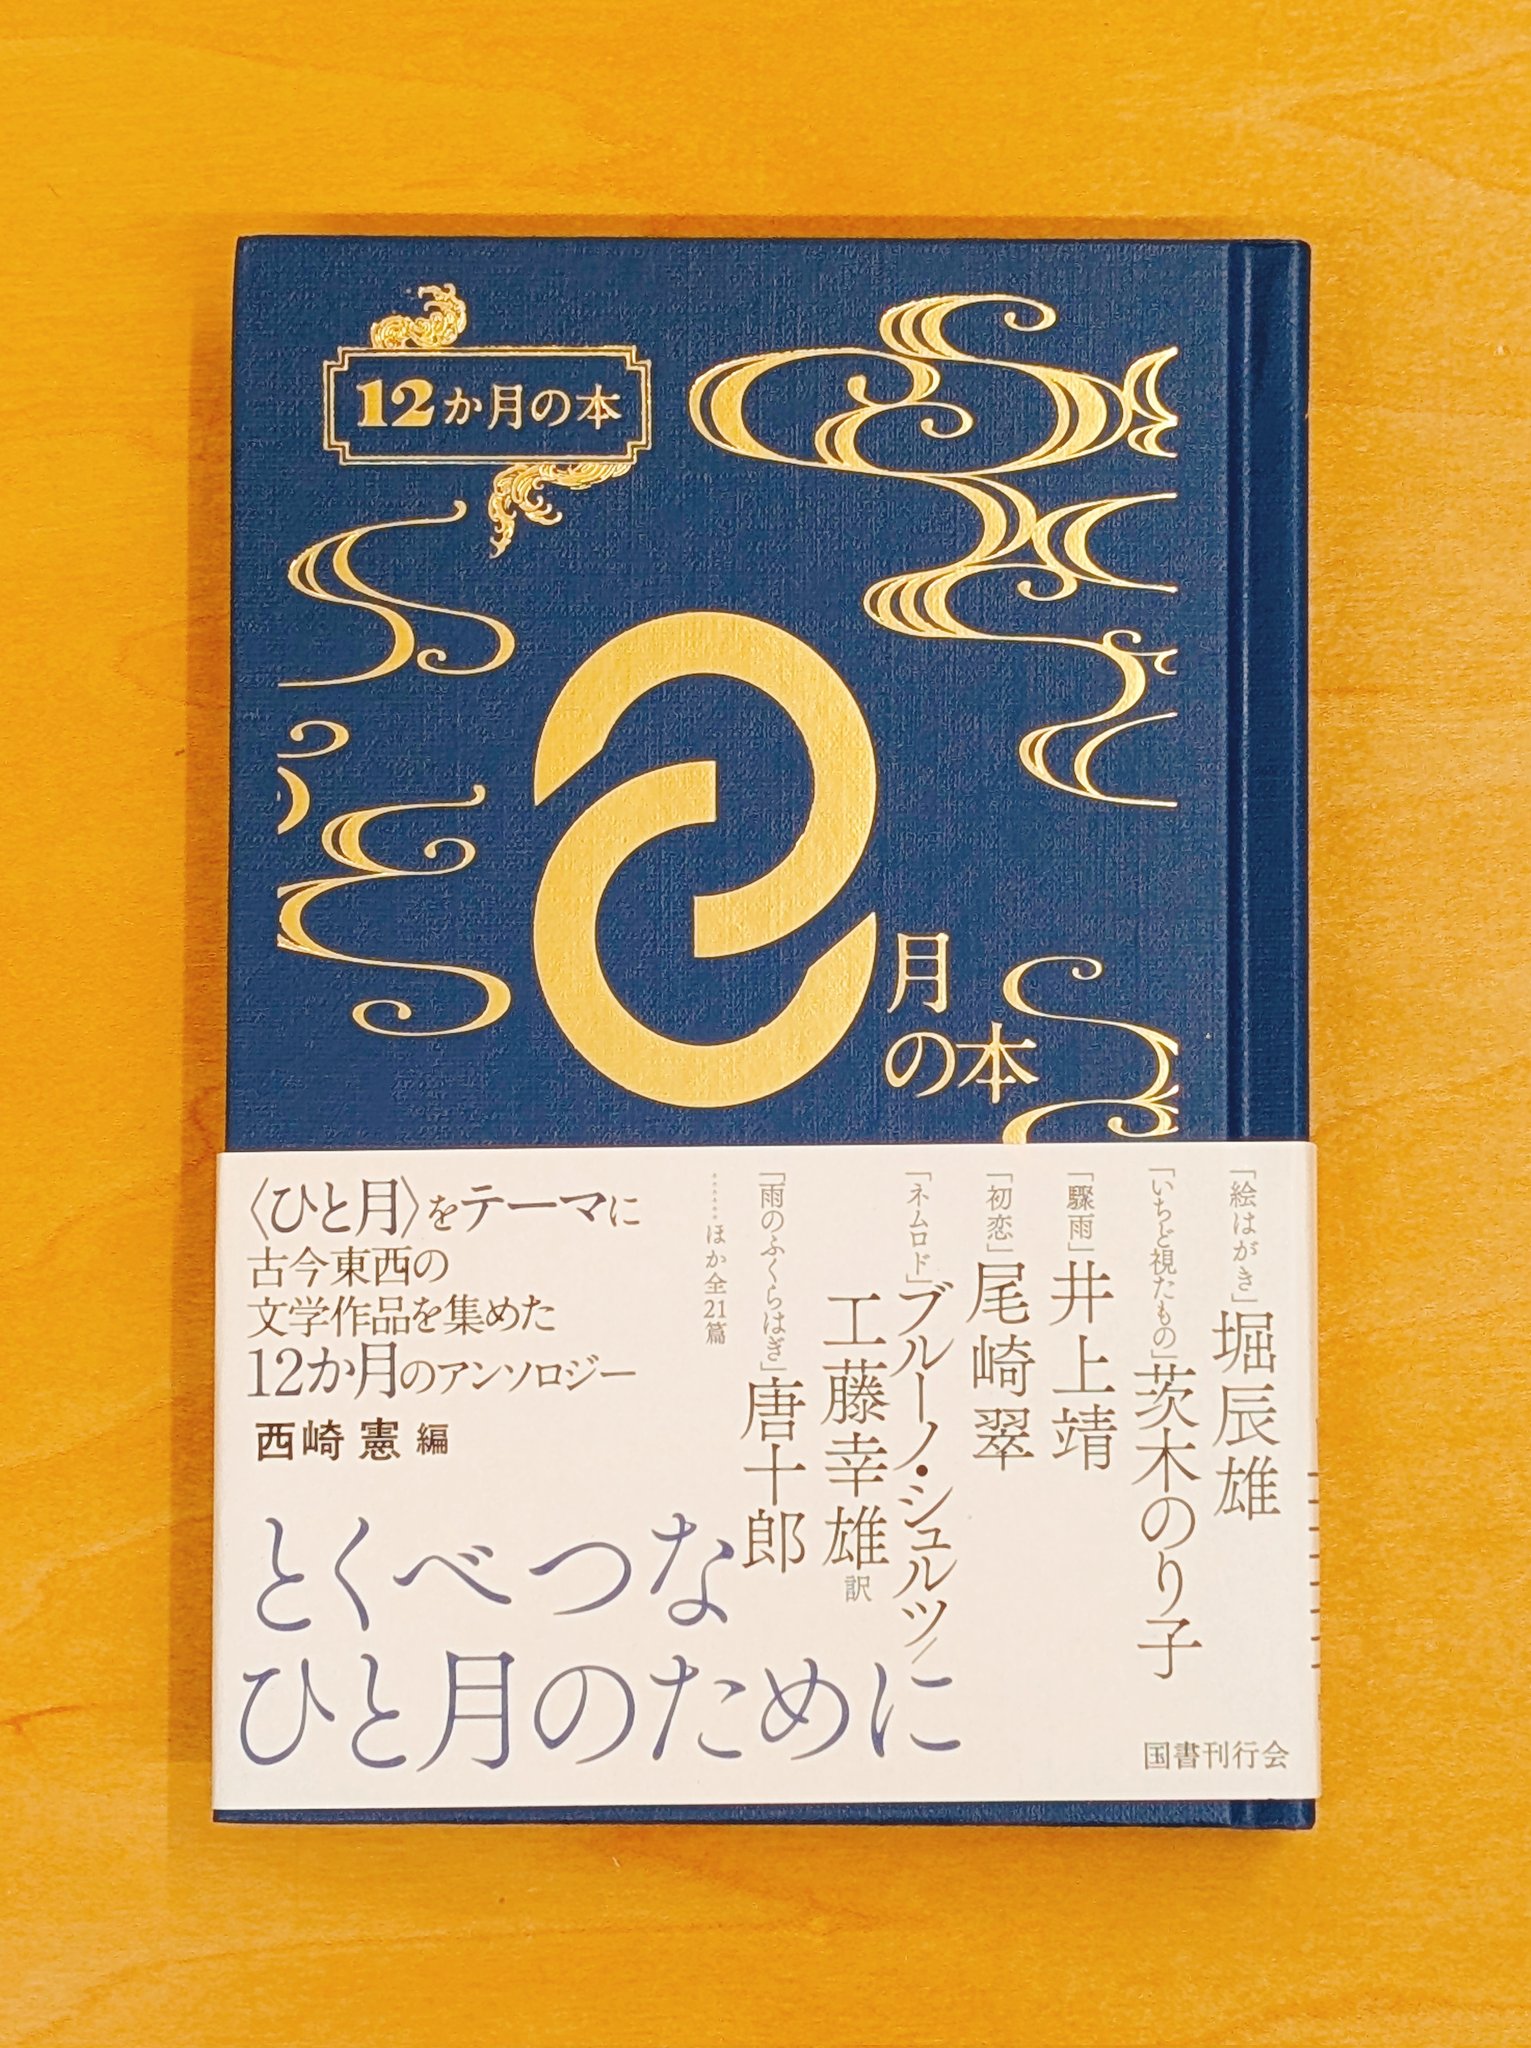 12か月の本
8
月
の本
「絵はがき」堀辰雄
「いちど視たもの」茨木のり子
「驟雨」井上靖
「初恋」尾崎翠
「ネムロド」ブルーノ・シュルツ/
工藤幸雄 訳
「雨のふくらはぎ」唐十郎
……ほか全21篇
〈ひと月〉をテーマに
古今東西の
文学作品を集めた
12か月のアンソロジー
西崎 憲 編
とくべつな
ひと月のために
国書刊行会